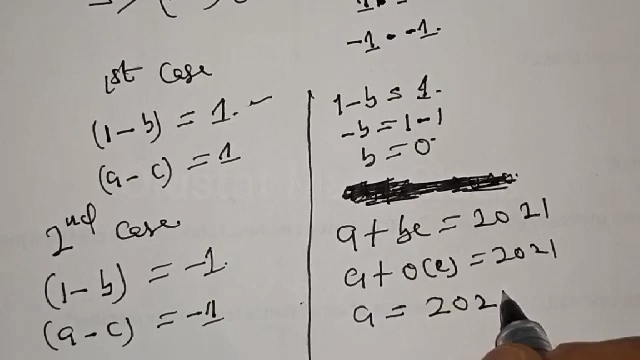 -1 · -1.
1st Case
(1-b) = 1.
(a-c) = 1
2nd Case
(1-b) = -1.
(a-c) = -1
1-b = 1.
-b = 1-1
b = 0.
a + bc = 2021
a + 0(c) = 2021
a = 202